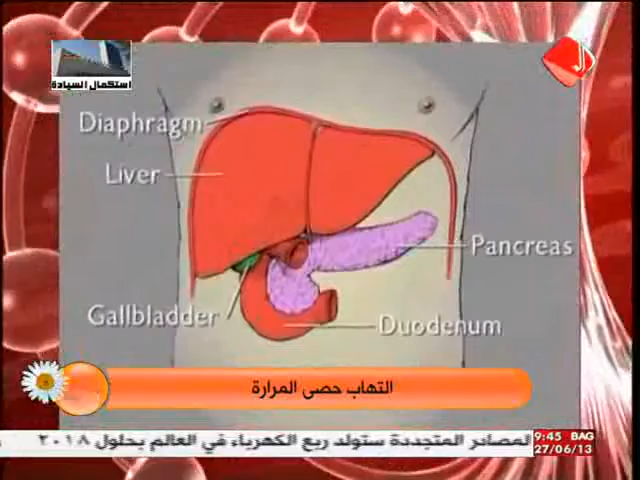 استكمال السيادة
Diaphragm
Liver
Pancreas
Gallbladder
Duodenum
التهاب حصى المرارة
المصادر المتجددة ستولد ربع الكهرباء في العالم بحلول ٢٠١٨
9:45 BAG
27/06/13